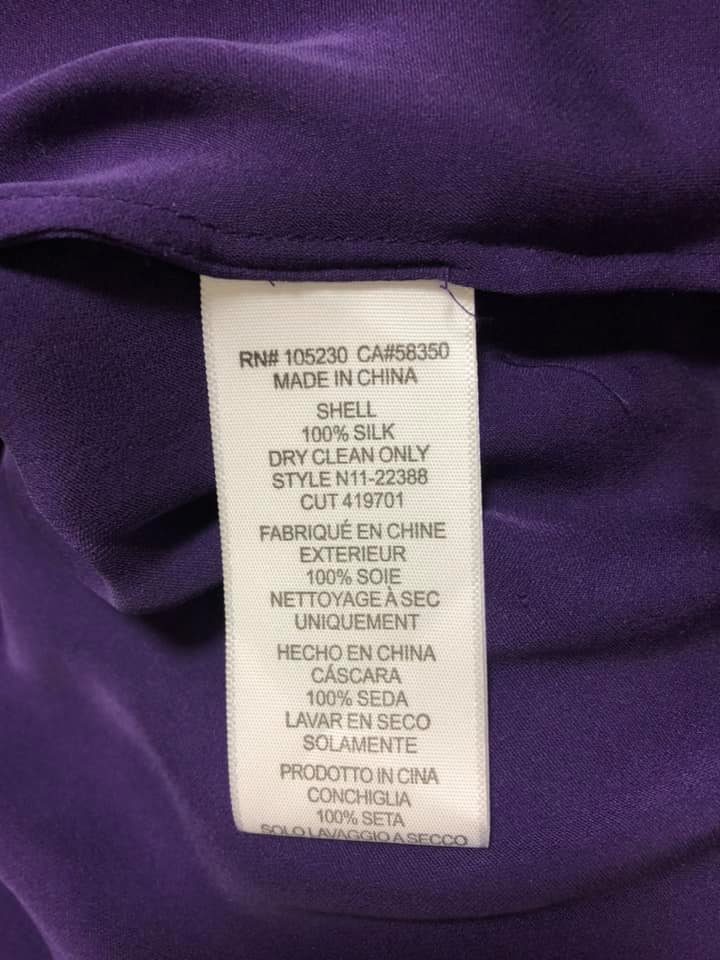 RN# 105230 CA#58350
MADE IN CHINA
SHELL
100% SILK
DRY CLEAN ONLY
STYLE N11-22388
CUT 419701
FABRIQUÉ EN CHINE
EXTERIEUR
100% SOIE
NETTOYAGE À SEC
UNIQUEMENT
HECHO EN CHINA
CÁSCARA
100% SEDA
LAVAR EN SECO
SOLAMENTE
PRODOTTO IN CINA
CONCHIGLIA
100% SETA
SOLO LAVAGGIO A SECCO